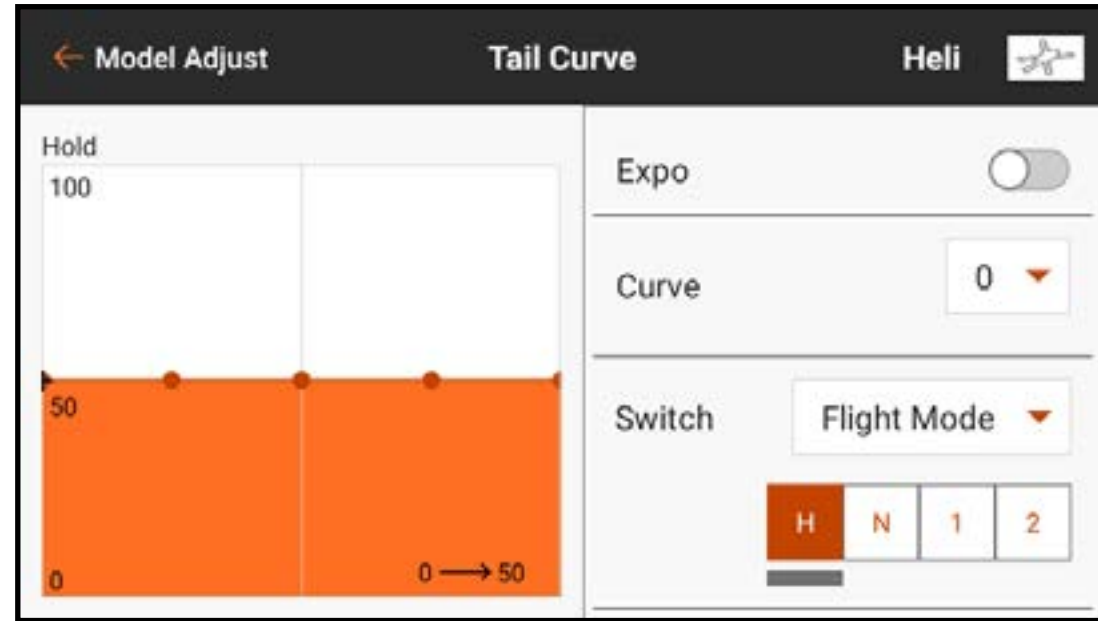 ← Model Adjust Tail Curve Heli
Hold
100
50
0
0 → 50
Expo
Curve 0
Switch Flight Mode
H N 1 2